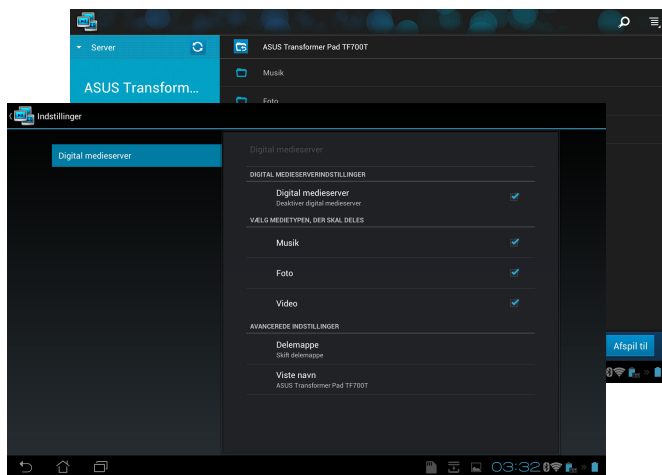 Server
ASUS Transformer Pad TF700T
ASUS Transform...
Musik
Foto
Indstillinger
Digital medieserver
Digital medieserver
DIGITAL MEDIESERVERINDSTILLINGER
Digital medieserver
Deaktiver digital medieserver
VÆLG MEDIETYPEN, DER SKAL DELES
Musik
Foto
Video
AVANCEREDE INDSTILLINGER
Delemappe
Skift delemappe
Viste navn
ASUS Transformer Pad TF700T
Afspil til
03:32